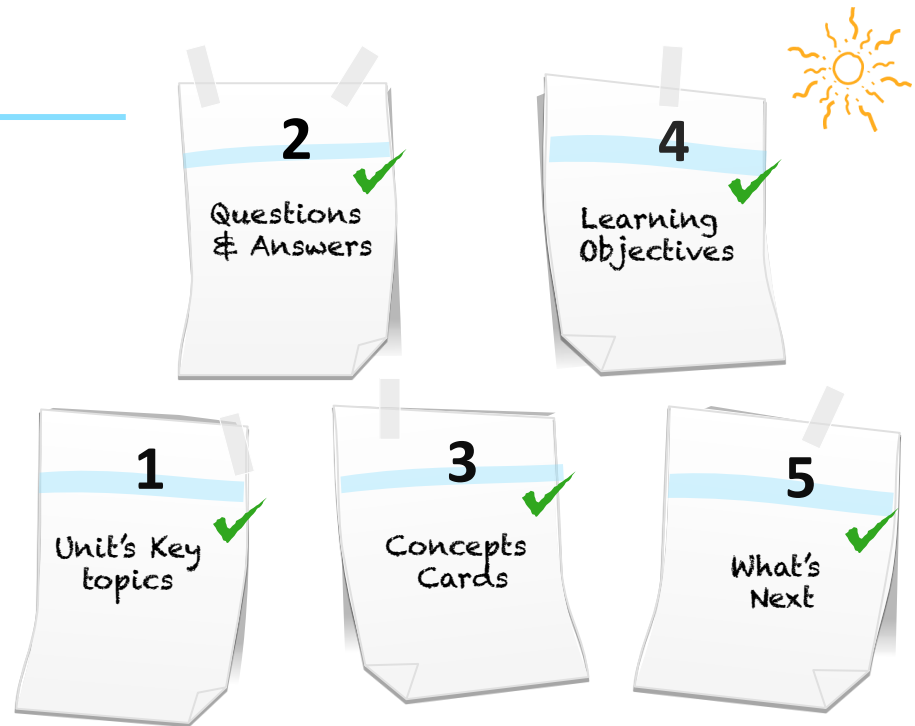 2
Questions
& Answers
4
Learning
Objectives
1
Unit's Key
topics
3
Concepts
Cards
5
What's
Next